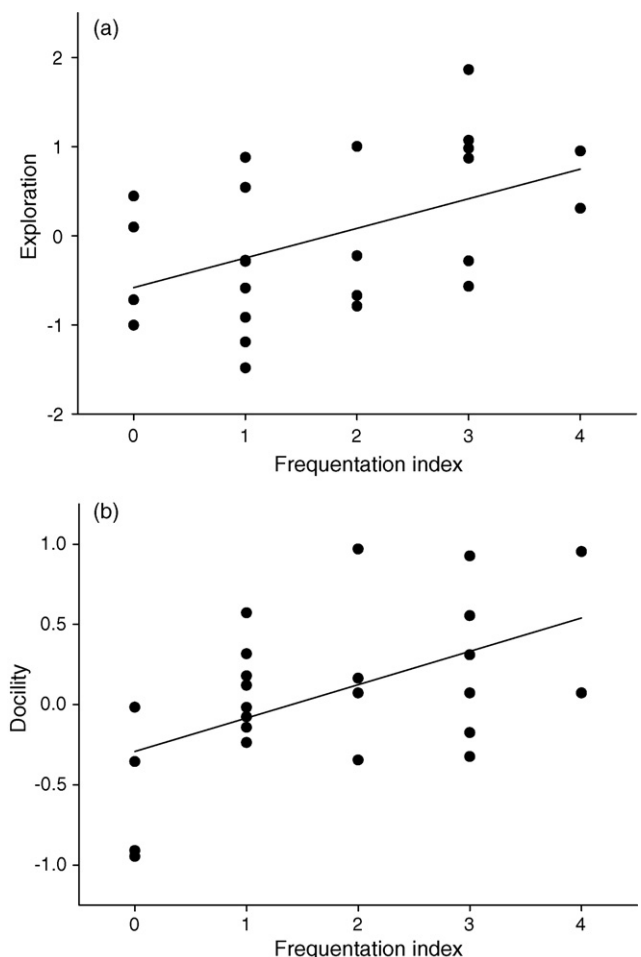 (a)
2
1
0
-1
-2
Exploration
0 1 2 3 4
Frequentation index
(b)
1.0
0.5
0.0
-0.5
-1.0
Docility
0 1 2 3 4
Frequentation index